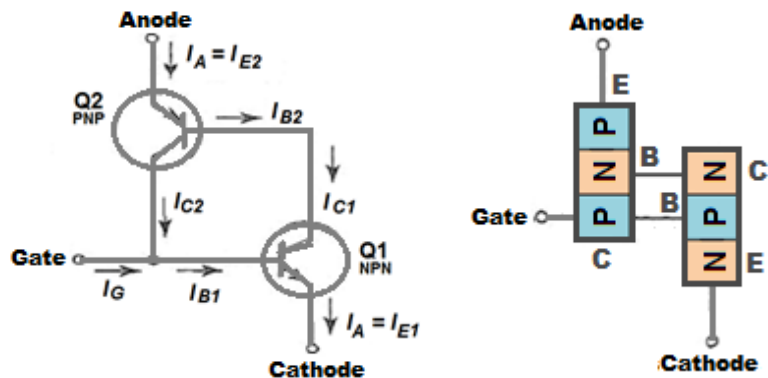 Anode
I_A = I_E2
Q2
PNP
I_B2
I_C2
I_C1
Gate
I_G
I_B1
Q1
NPN
I_A = I_E1
Cathode
Anode
E
P
N
B
N
C
Gate
P
B
P
C
N
E
Cathode